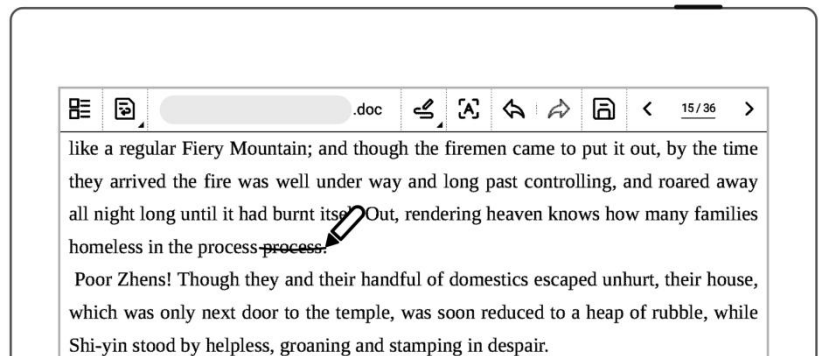 .doc
15/36
like a regular Fiery Mountain; and though the firemen came to put it out, by the time
they arrived the fire was well under way and long past controlling, and roared away
all night long until it had burnt Out, rendering heaven knows how many families
homeless in the process process.
Poor Zhens! Though they and their handful of domestics escaped unhurt, their house,
which was only next door to the temple, was soon reduced to a heap of rubble, while
Shi-yin stood by helpless, groaning and stamping in despair.